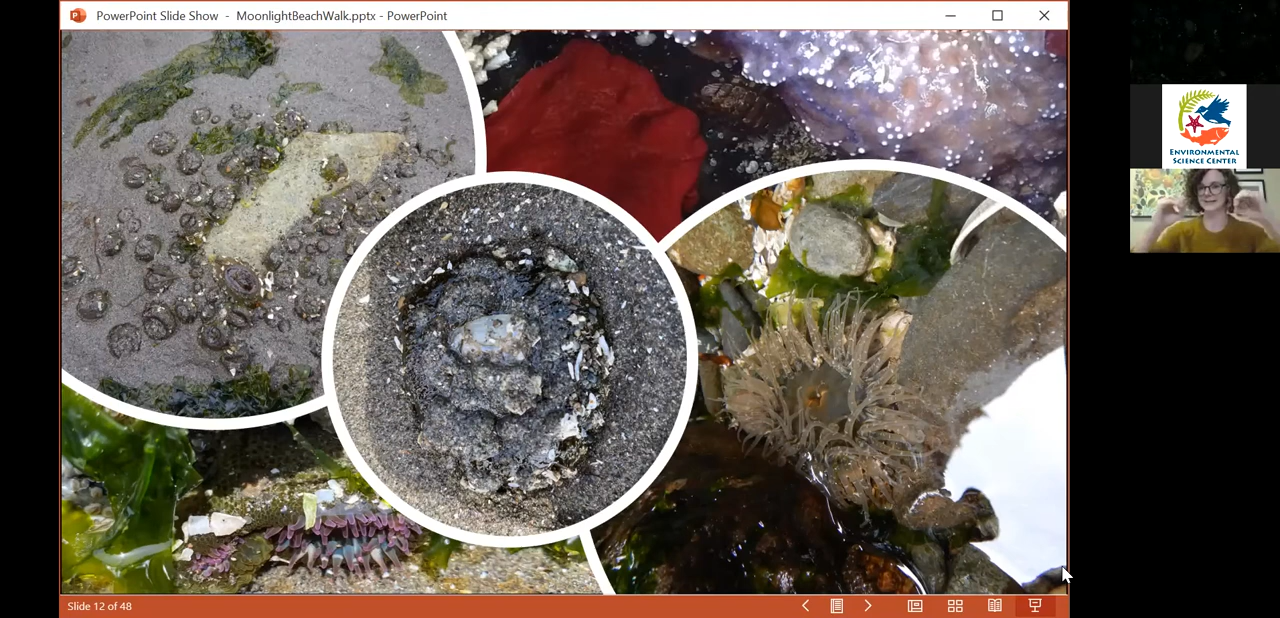 PowerPoint Slide Show - MoonlightBeachWalk.pptx - PowerPoint
ENVIRONMENTAL
SCIENCE CENTER
Slide 12 of 48